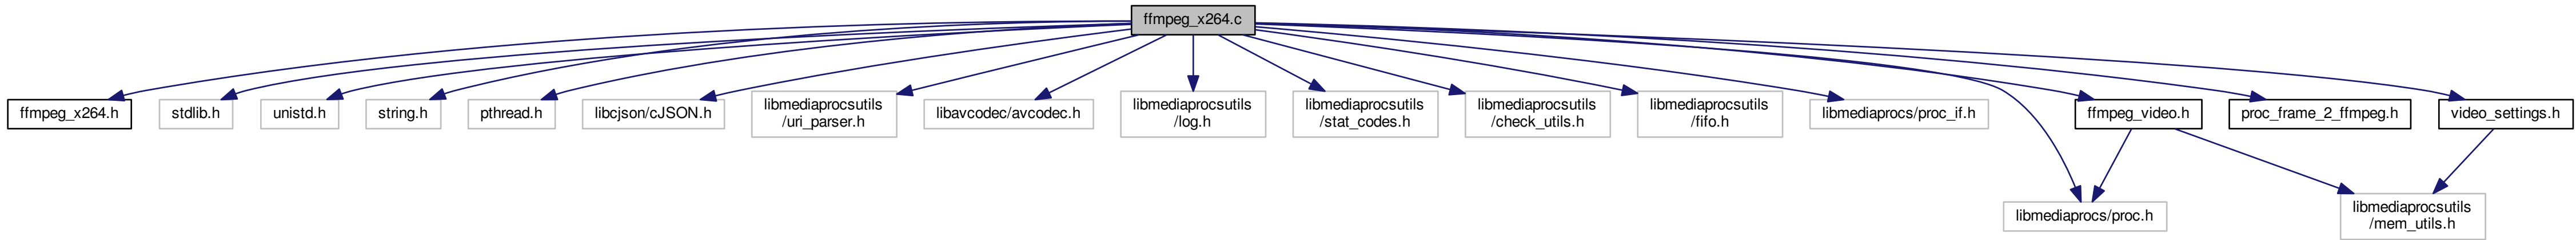 ffmpeg_x264.c
ffmpeg_x264.h
stdlib.h
unistd.h
string.h
pthread.h
libcjson/cJSON.h
libmediaprocsutils
/uri_parser.h
libavcodec/avcodec.h
libmediaprocsutils
/log.h
libmediaprocsutils
/stat_codes.h
libmediaprocsutils
/check_utils.h
libmediaprocsutils
/fifo.h
libmediaprocs/proc_if.h
ffmpeg_video.h
proc_frame_2_ffmpeg.h
video_settings.h
libmediaprocs/proc.h
libmediaprocsutils
/mem_utils.h